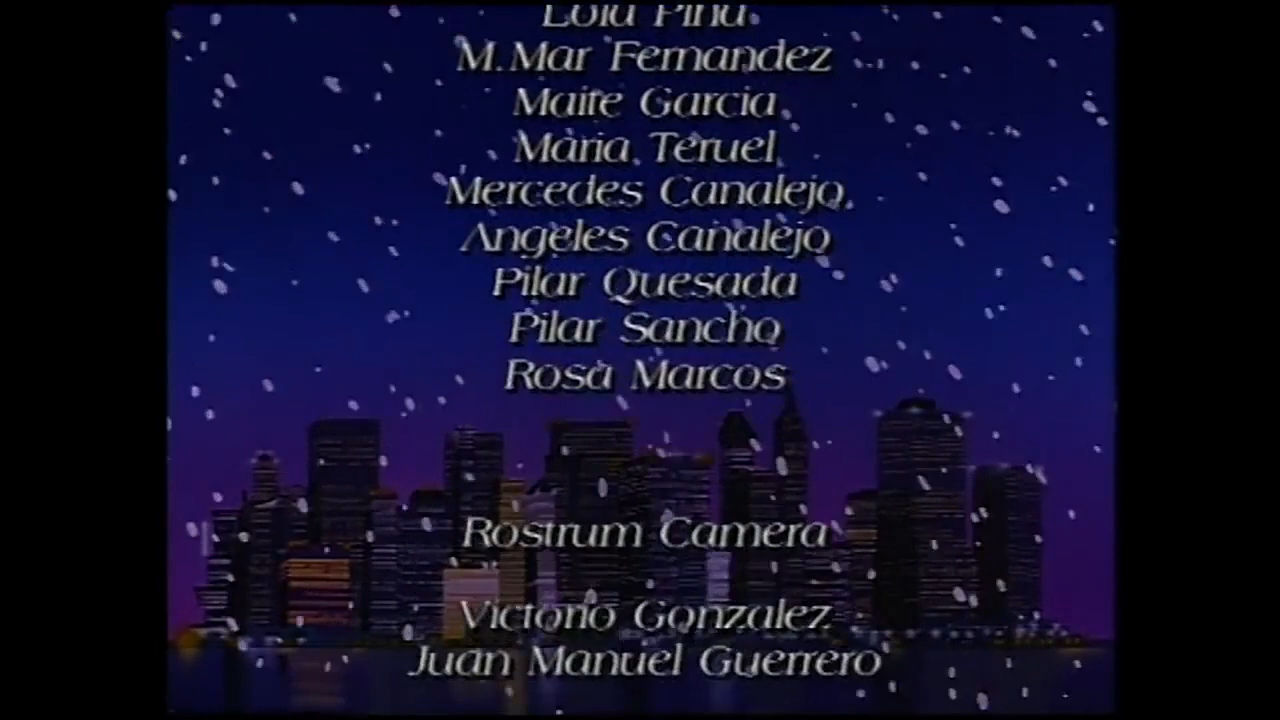 M.Mar Fernandez
Maite Garcia
Maria Teruel
Mercedes Canalejo
Angeles Canalejo
Pilar Quesada
Pilar Sancho
Rosa Marcos
Rostrum Camera
Victorio Gonzalez
Juan Manuel Guerrero